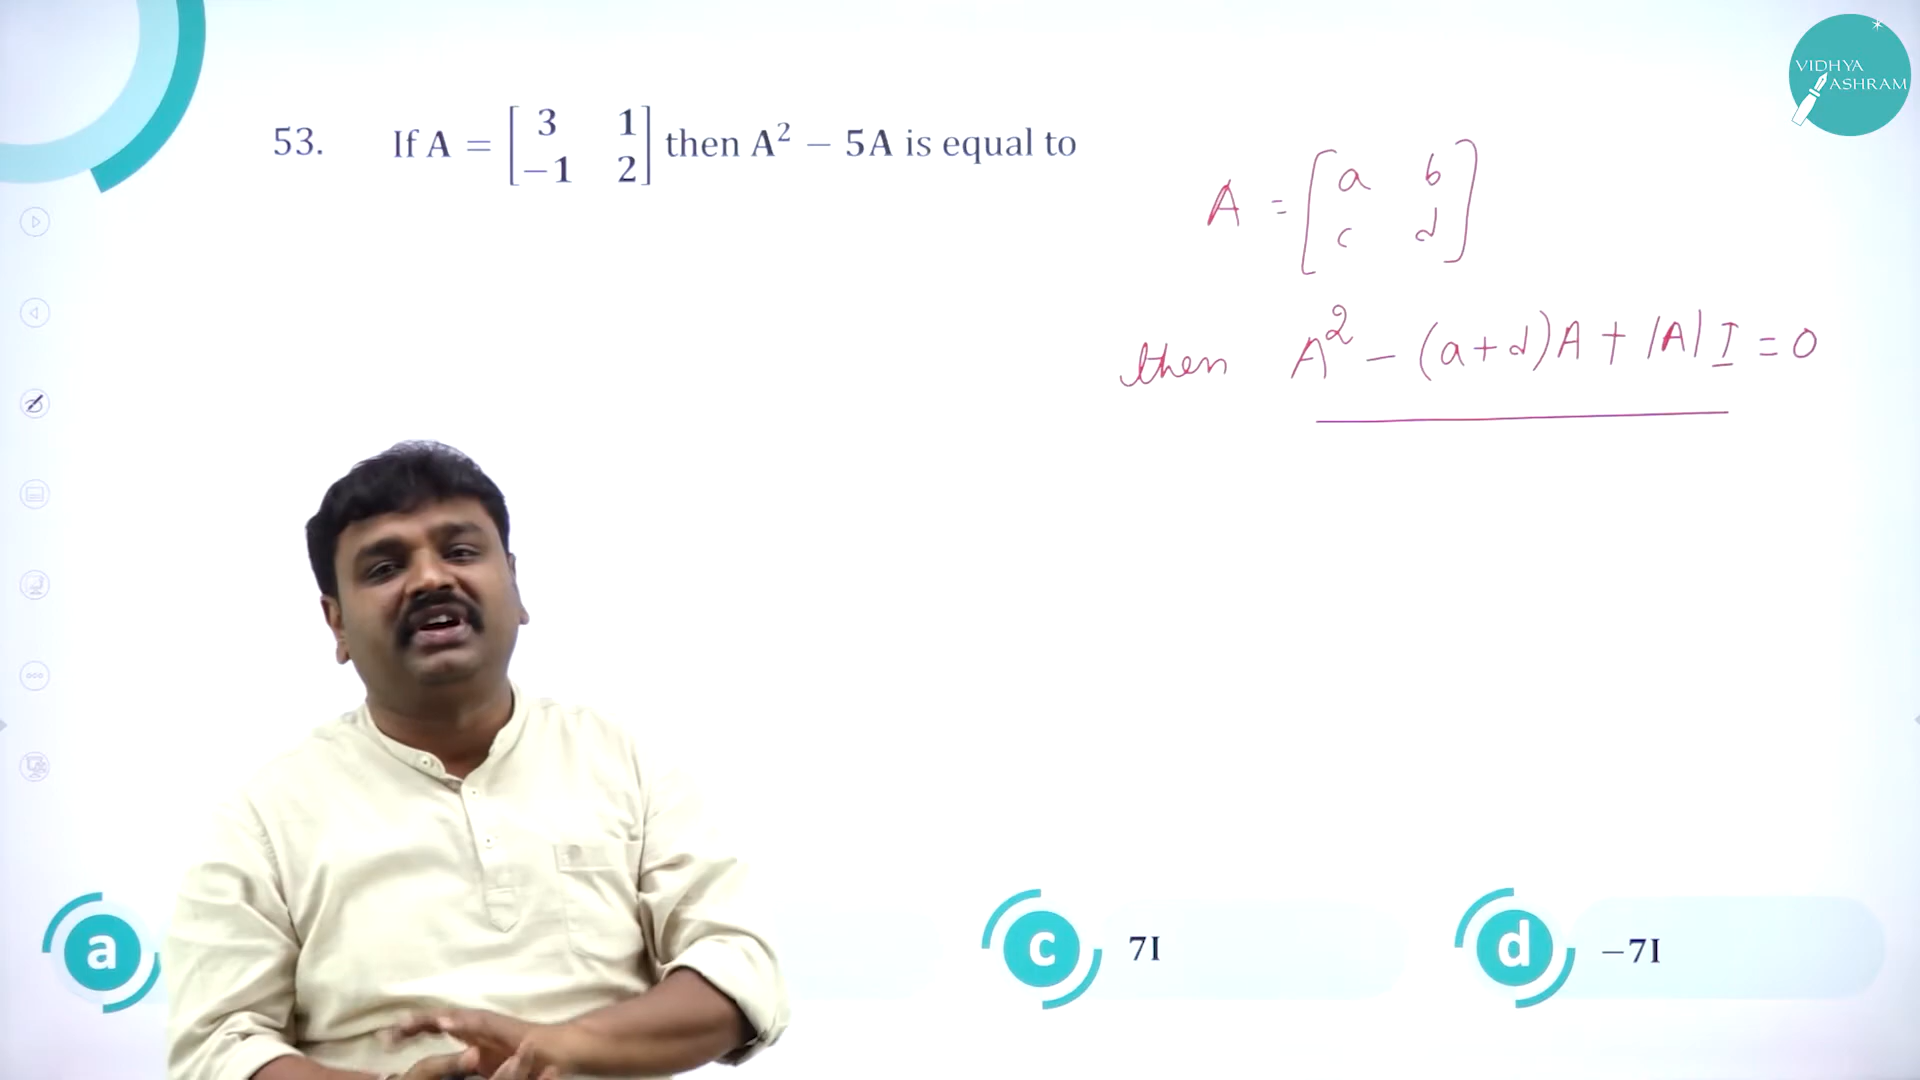 VIDHYA
ASHRAM
53. If A = [3 1 −1 2] then A² − 5A is equal to
A = [a b c d]
then A² − (a+d)A + |A| I = 0
a
c 7I
d −7I